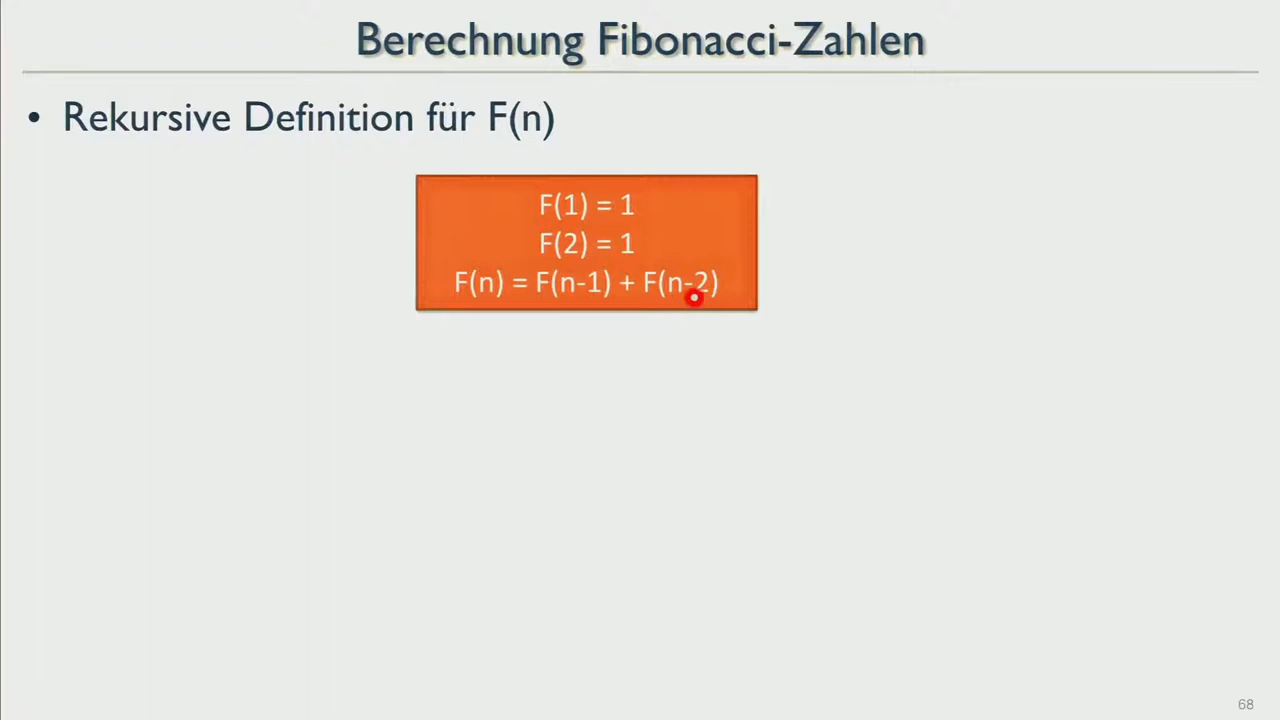 Berechnung Fibonacci-Zahlen
• Rekursive Definition für F(n)
F(1) = 1
F(2) = 1
F(n) = F(n-1) + F(n-2)
68